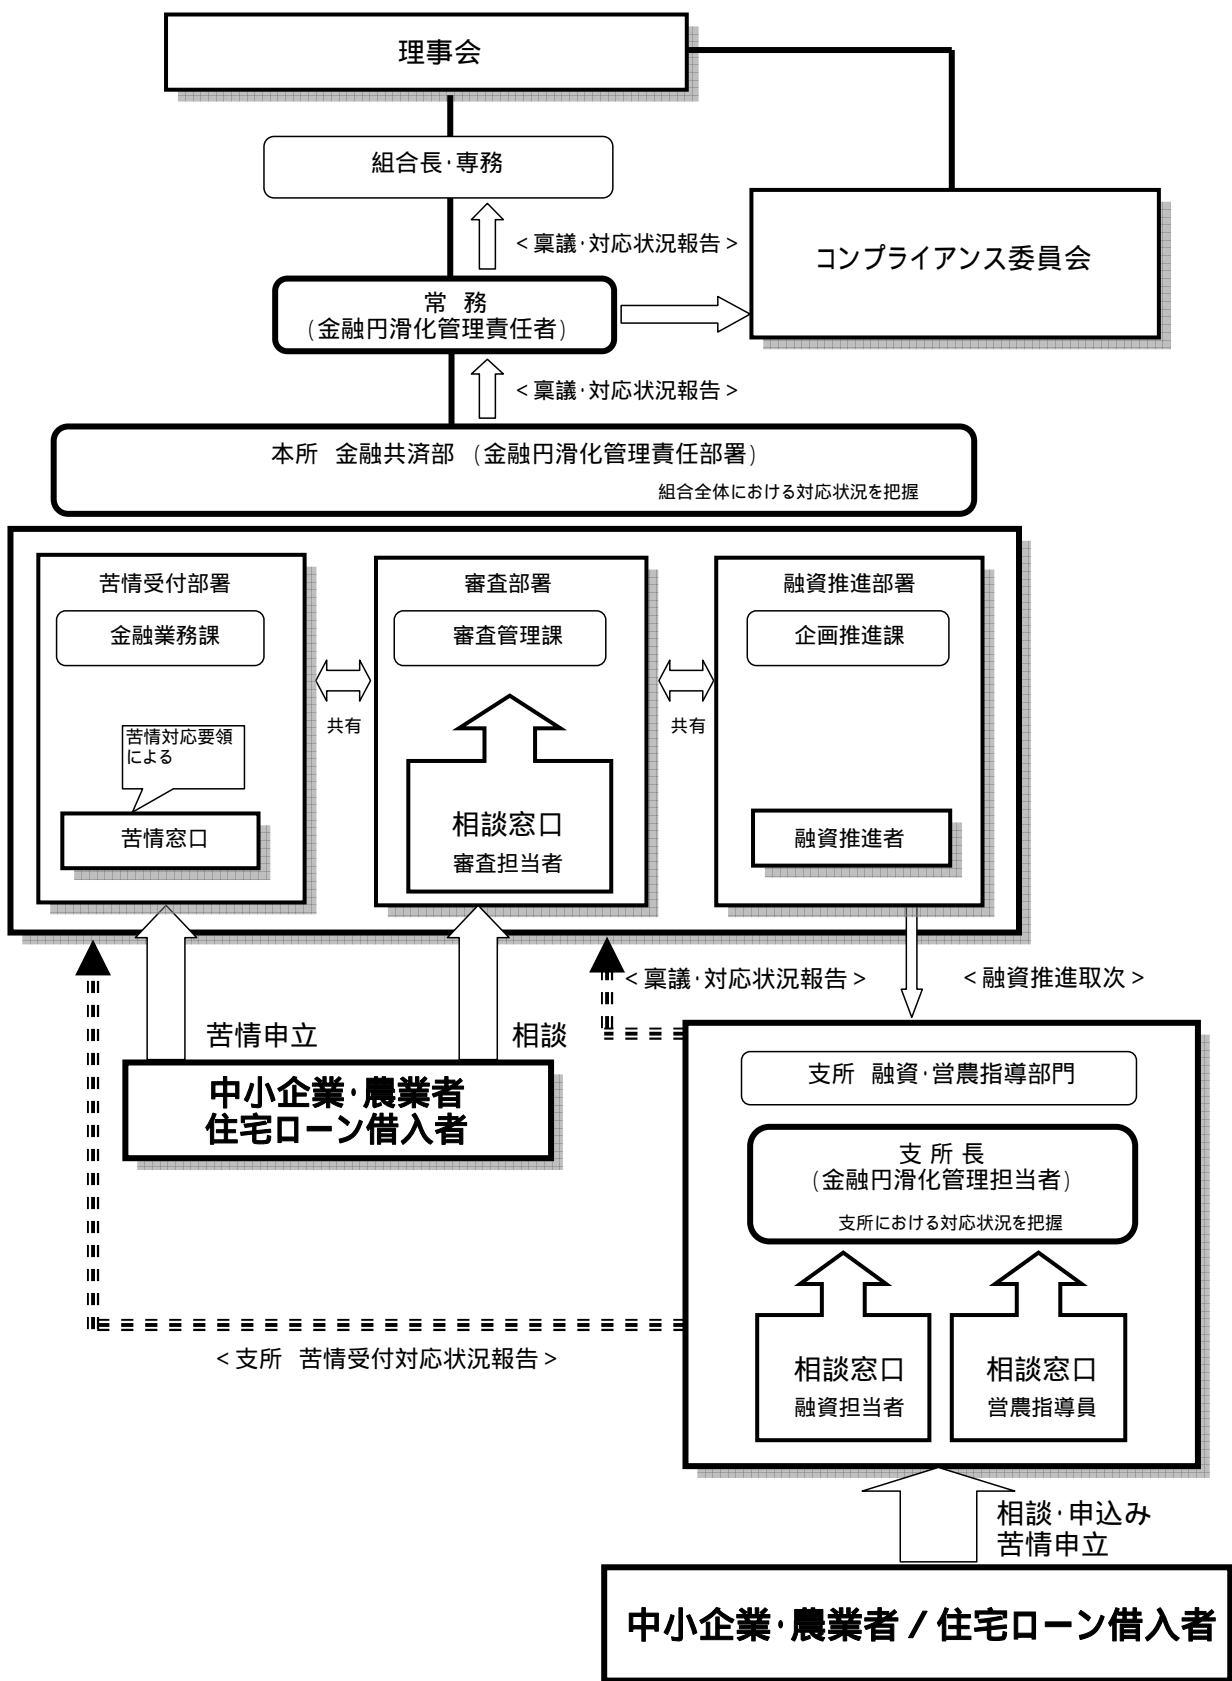 理事会
組合長･専務
＜稟議･対応状況報告＞
コンプライアンス委員会
常　務
(金融円滑化管理責任者)
＜稟議･対応状況報告＞
本所　金融共済部　(金融円滑化管理責任部署)
組合全体における対応状況を把握
苦情受付部署
金融業務課
苦情対応要領
による
苦情窓口
共有
審査部署
審査管理課
相談窓口
審査担当者
共有
融資推進部署
企画推進課
融資推進者
＜稟議･対応状況報告＞
＜融資推進取次＞
苦情申立
相談
中小企業･農業者
住宅ローン借入者
支所　融資･営農指導部門
支 所 長
(金融円滑化管理担当者)
支所における対応状況を把握
＜支所　苦情受付対応状況報告＞
相談窓口
融資担当者
相談窓口
営農指導員
相談･申込み
苦情申立
中小企業･農業者／住宅ローン借入者